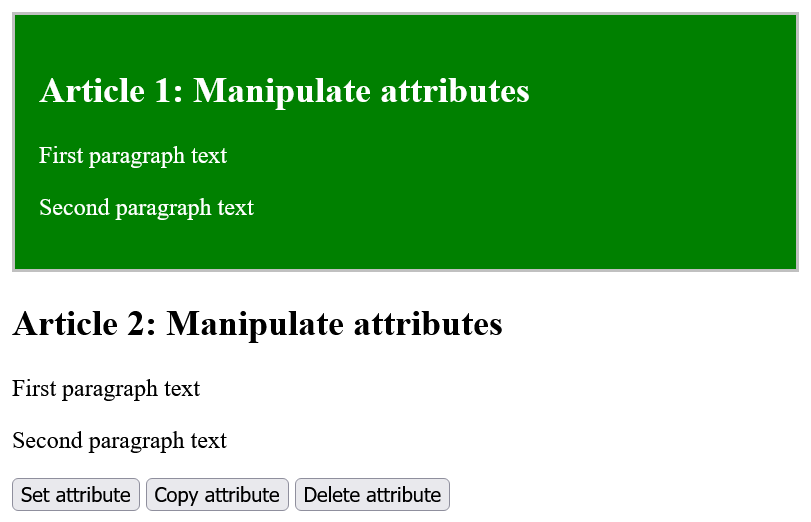 Article 1: Manipulate attributes
First paragraph text
Second paragraph text
Article 2: Manipulate attributes
First paragraph text
Second paragraph text
Set attribute Copy attribute Delete attribute